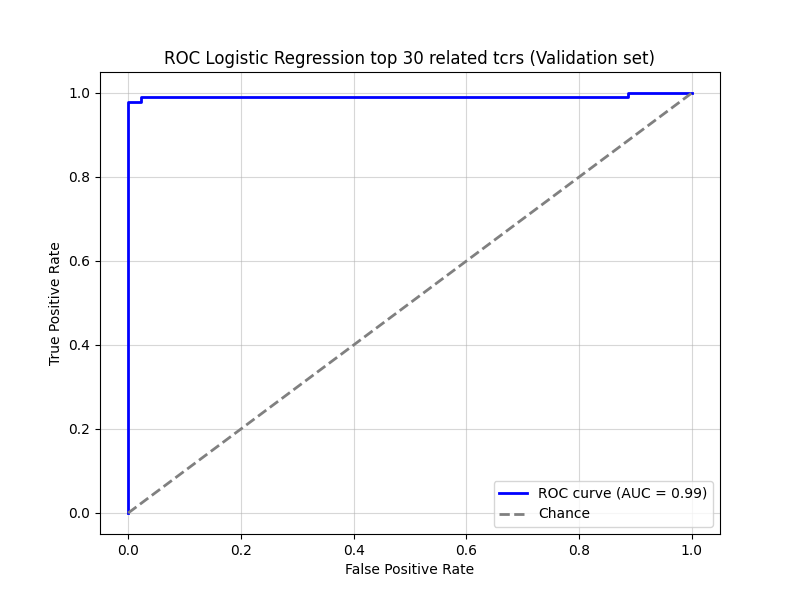 ROC Logistic Regression top 30 related tcrs (Validation set)
True Positive Rate
1.0
0.8
0.6
0.4
0.2
0.0
0.0 0.2 0.4 0.6 0.8 1.0
False Positive Rate
ROC curve (AUC = 0.99)
Chance